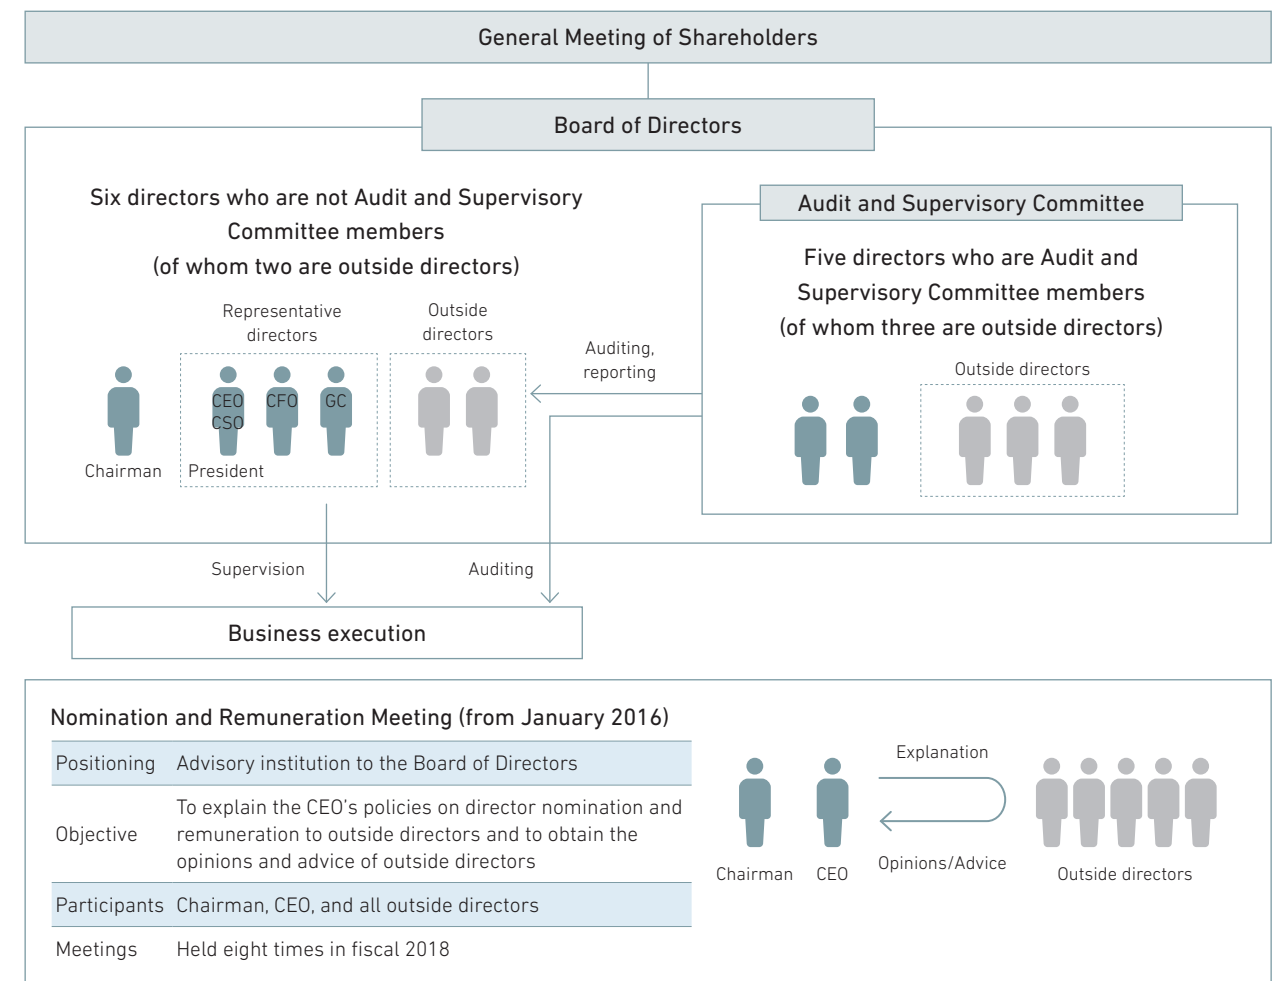 General Meeting of Shareholders
Board of Directors
Six directors who are not Audit and Supervisory
Committee members
(of whom two are outside directors)
Representative
directors
Outside
directors
CEO
CSO
CFO
GC
Chairman
President
Auditing,
reporting
Audit and Supervisory Committee
Five directors who are Audit and
Supervisory Committee members
(of whom three are outside directors)
Outside directors
Supervision
Auditing
Business execution
Nomination and Remuneration Meeting (from January 2016)
Positioning Advisory institution to the Board of Directors
Objective
To explain the CEO’s policies on director nomination and
remuneration to outside directors and to obtain the
opinions and advice of outside directors
Participants Chairman, CEO, and all outside directors
Meetings Held eight times in fiscal 2018
Chairman
CEO
Explanation
Opinions/Advice
Outside directors